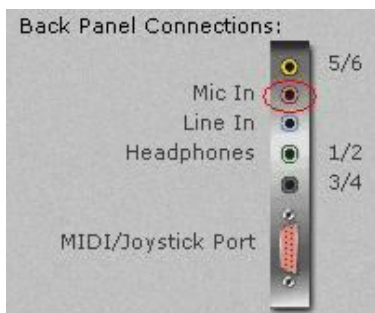 Back Panel Connections:
5/6
Mic In
Line In
Headphones 1/2
3/4
MIDI/Joystick Port